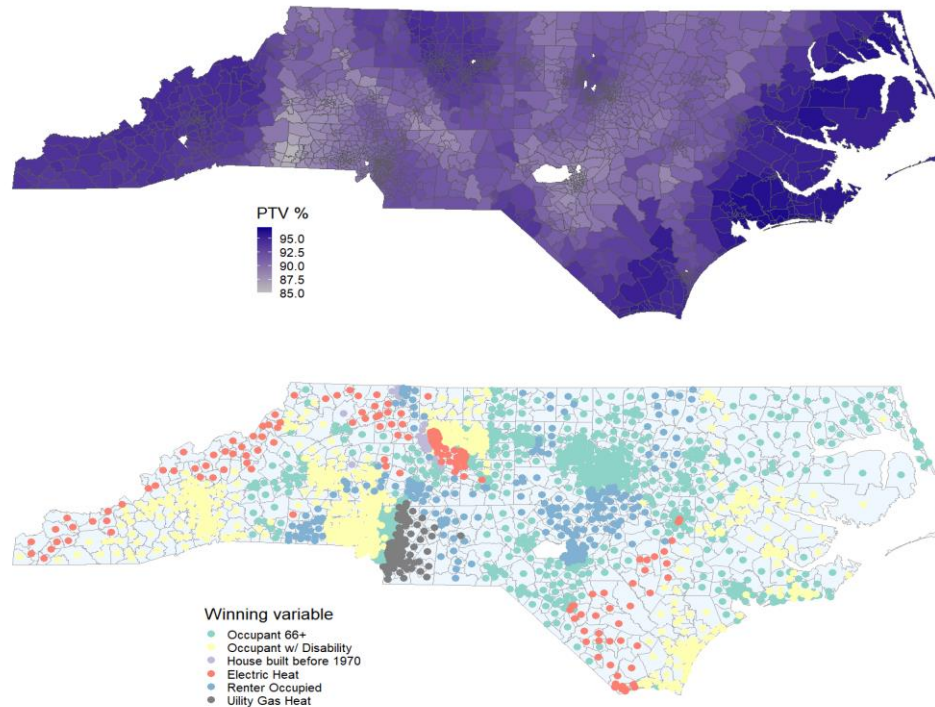 PTV %
95.0
92.5
90.0
87.5
85.0
Winning variable
Occupant 66+
Occupant w/ Disability
House built before 1970
Electric Heat
Renter Occupied
Uility Gas Heat